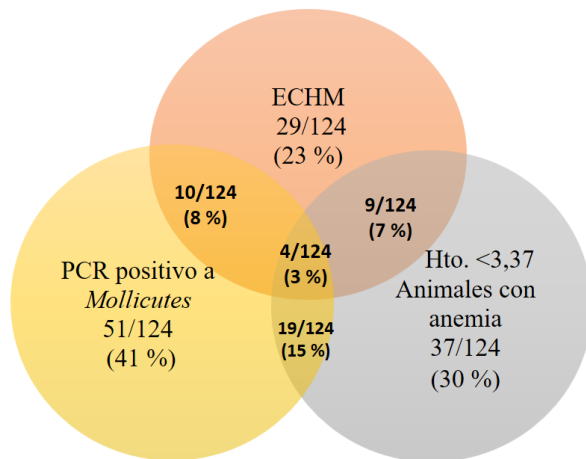 ECHM
29/124
(23 %)
10/124
(8 %)
9/124
(7 %)
4/124
(3 %)
PCR positivo a
Mollicutes
51/124
(41 %)
Hto. <3,37
Animales con
anemia
37/124
(30 %)
19/124
(15 %)